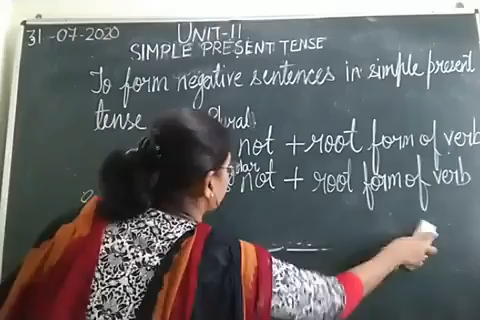 31-07-2020
UNIT-II
SIMPLE PRESENT TENSE
To form negative sentences in simple present
tense
not + root form of verb
not + root form of verb